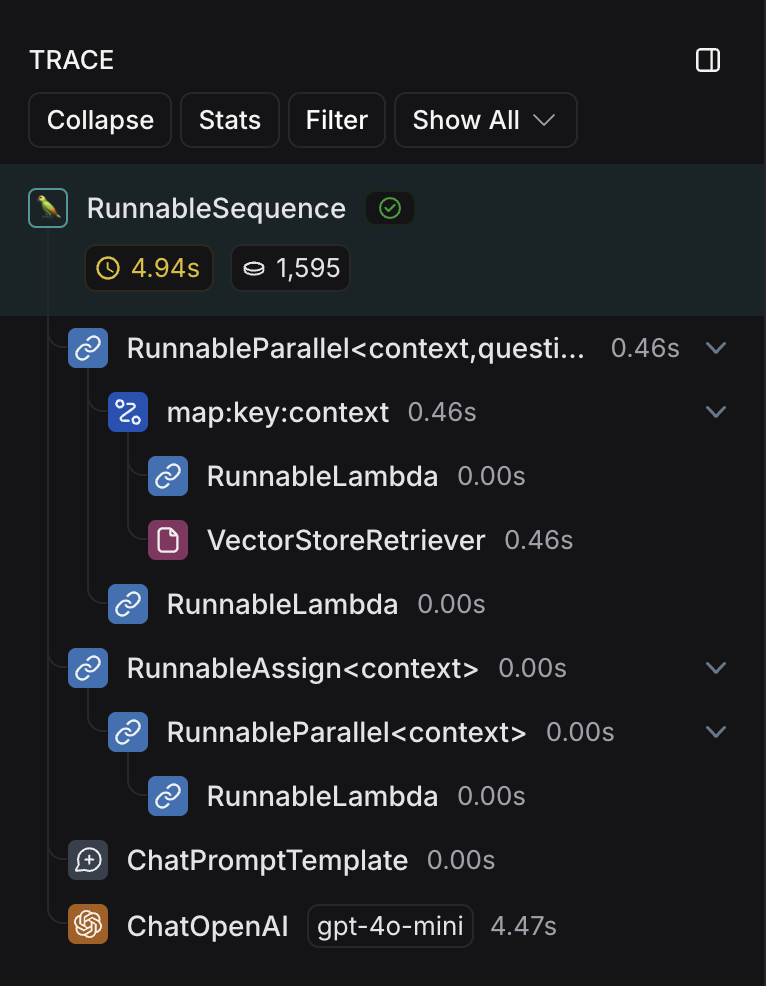 TRACE
Collapse Stats Filter Show All
RunnableSequence
4.94s 1,595
RunnableParallel<context,questi... 0.46s
map:key:context 0.46s
RunnableLambda 0.00s
VectorStoreRetriever 0.46s
RunnableLambda 0.00s
RunnableAssign<context> 0.00s
RunnableParallel<context> 0.00s
RunnableLambda 0.00s
ChatPromptTemplate 0.00s
ChatOpenAI gpt-4o-mini 4.47s